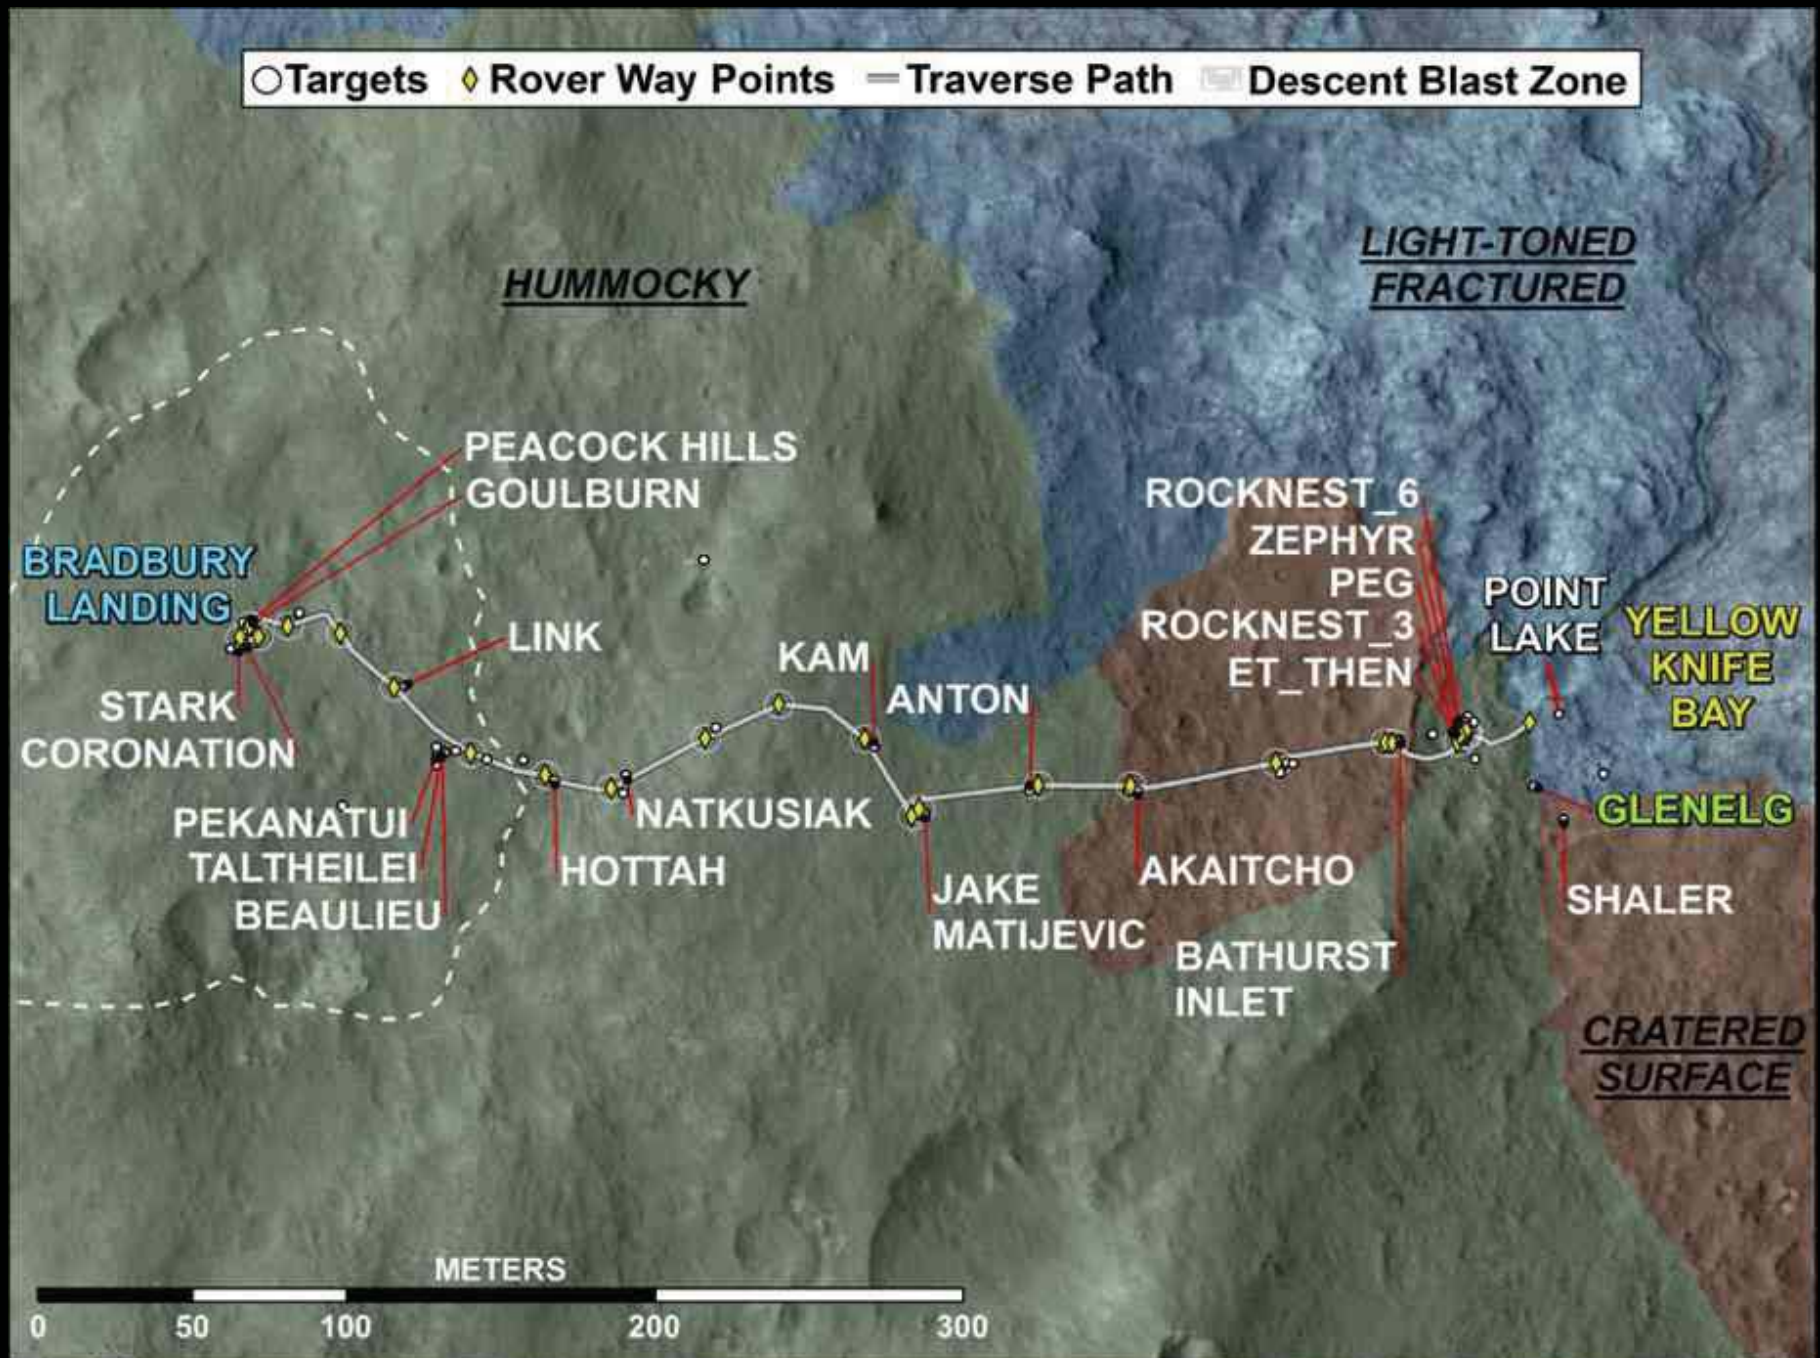 Targets Rover Way Points Traverse Path Descent Blast Zone
LIGHT-TONED
FRACTURED
HUMMOCKY
PEACOCK HILLS
GOULBURN
BRADBURY
LANDING
LINK
STARK
CORONATION
PEKANATUI
TALTHEILEI
BEAULIEU
HOTTAH
NATKUSIAK
KAM
ANTON
JAKE
MATIJEVIC
AKAITCHO
BATHURST
INLET
ROCKNEST_6
ZEPHYR
PEG
ROCKNEST_3
ET_THEN
POINT
LAKE
YELLOW
KNIFE
BAY
GLENELG
SHALER
CRATERED
SURFACE
METERS
0 50 100 200 300